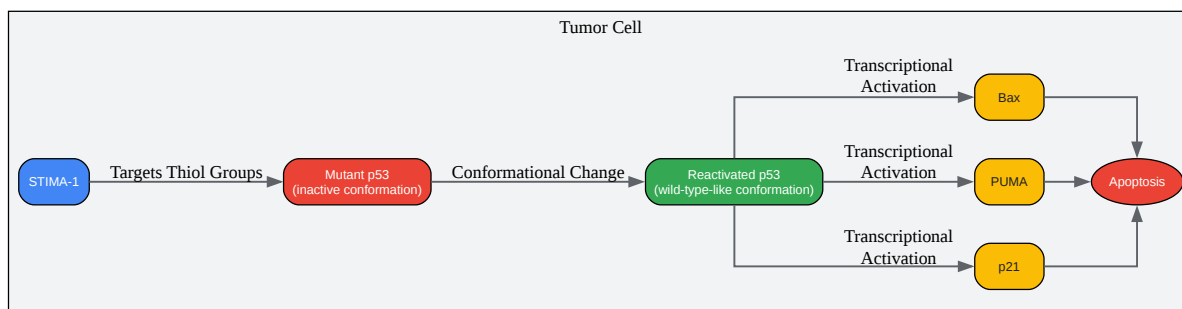 Tumor Cell
Transcriptional
Activation
Bax
STIMA-1
Targets Thiol Groups
Mutant p53
(inactive conformation)
Conformational Change
Reactivated p53
(wild-type-like conformation)
Transcriptional
Activation
PUMA
Apoptosis
Transcriptional
Activation
p21